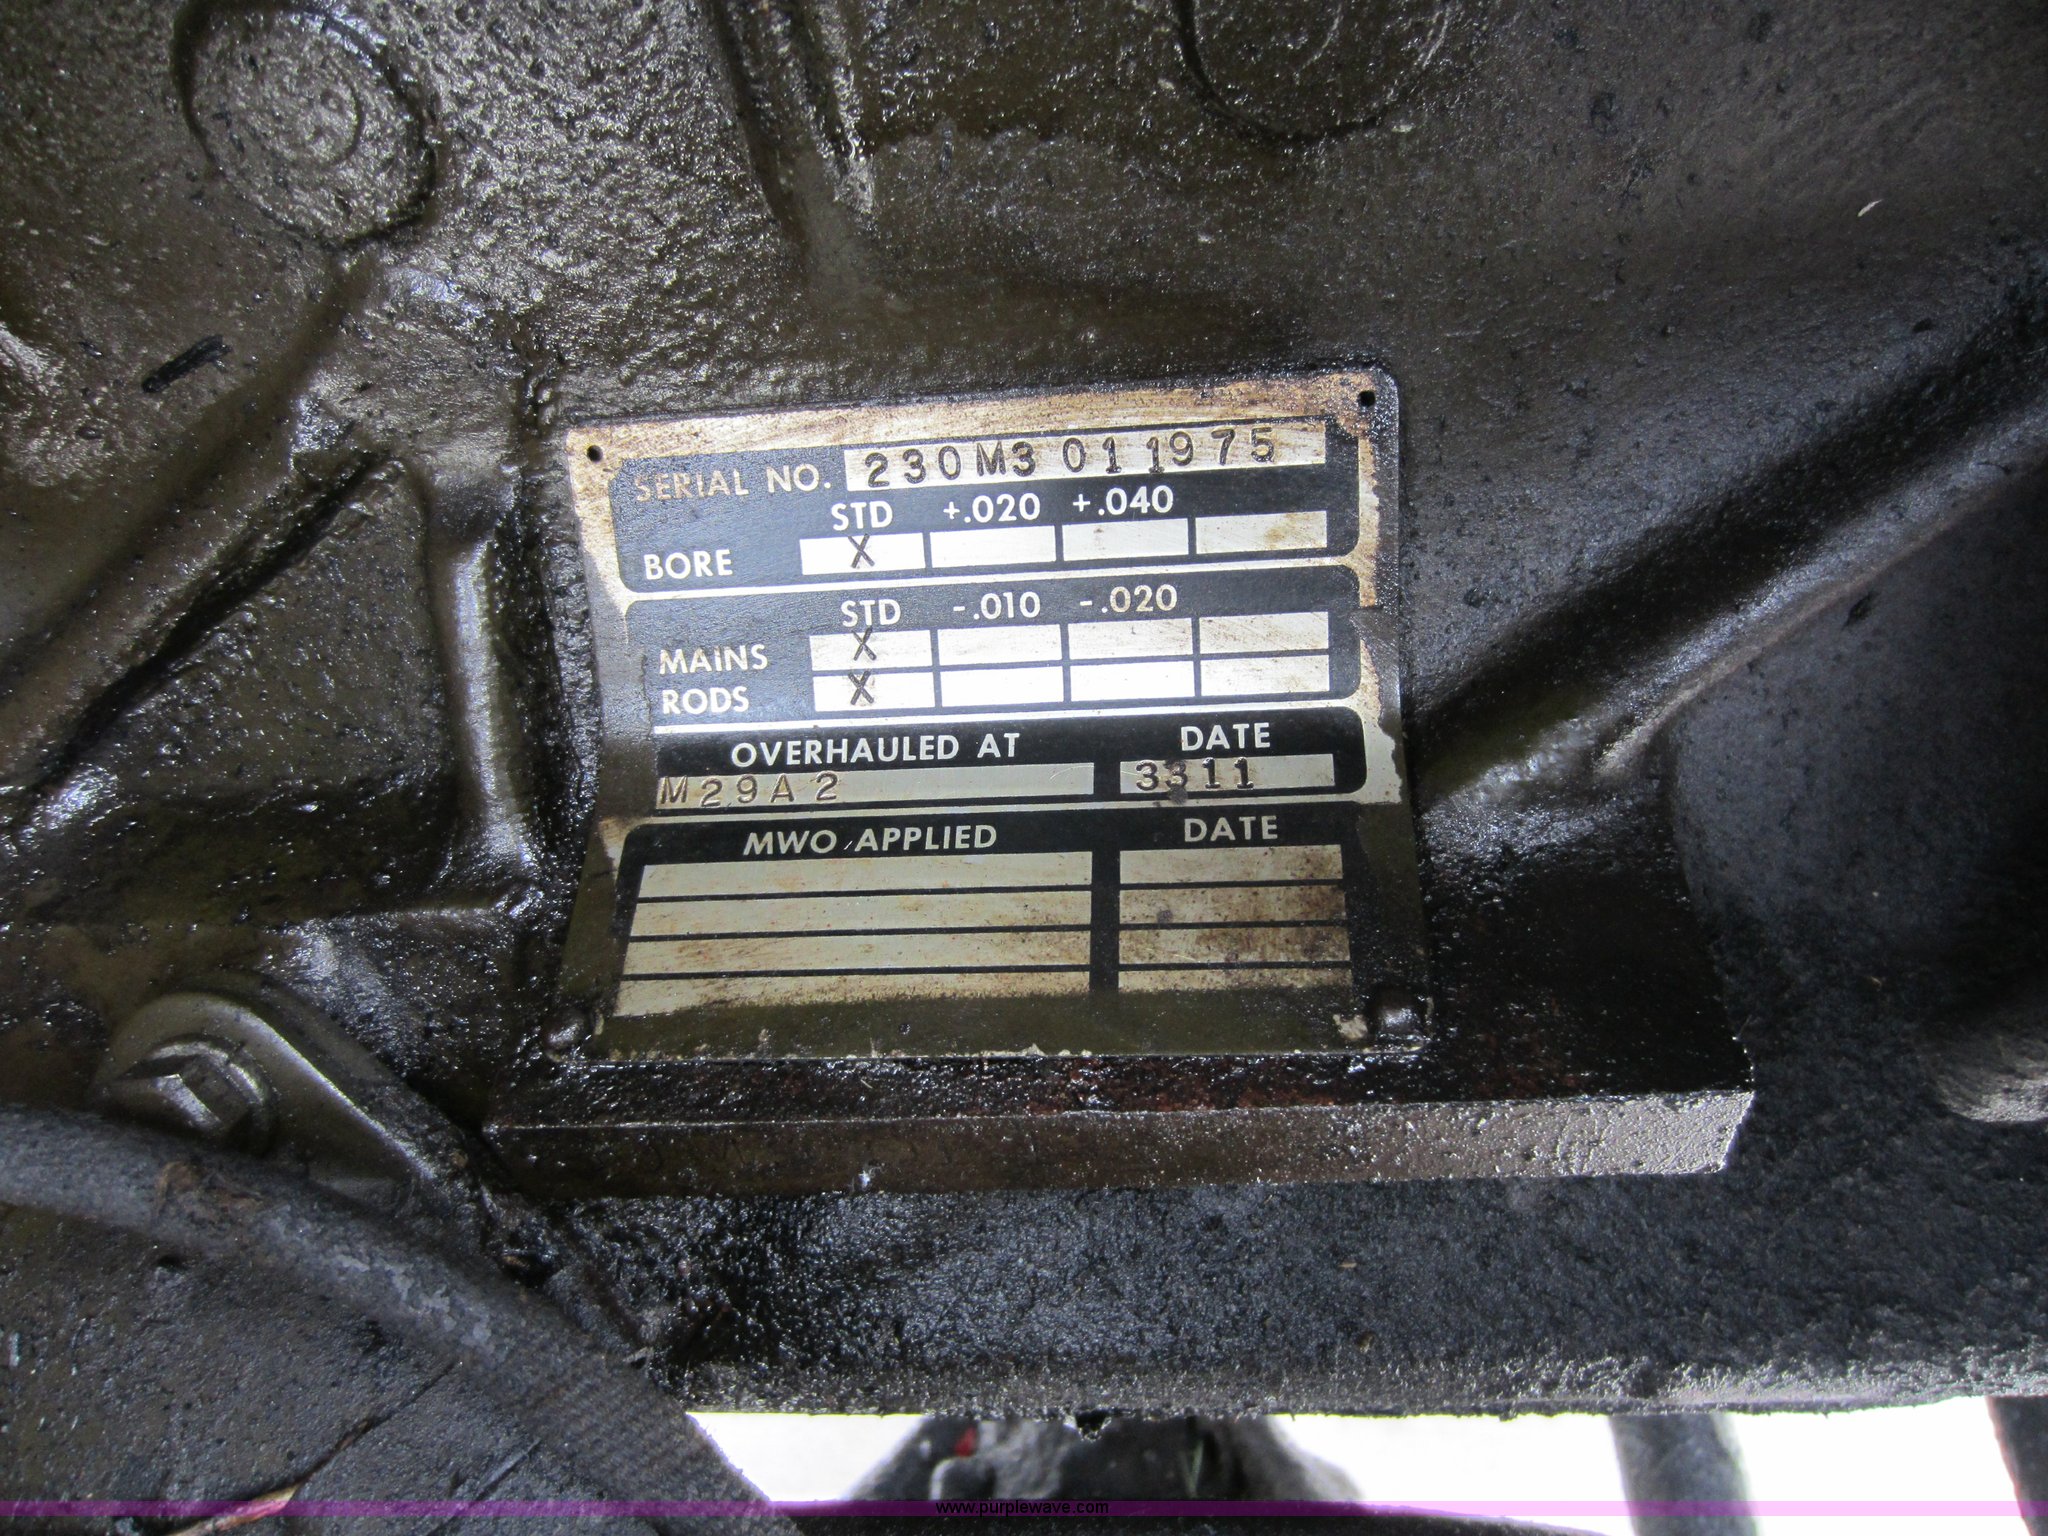 SERIAL NO. 230M3 011975
STD +.020 +.040
BORE X
STD -.010 -.020
MAINS X
RODS X
OVERHAULED AT DATE
M29A2 3311
MWO APPLIED DATE
www.purplewave.com